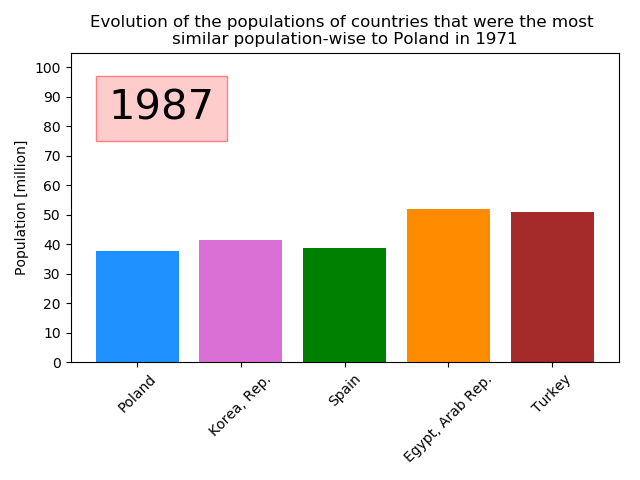 Evolution of the populations of countries that were the most
similar population-wise to Poland in 1971
1987
Population [million]
100
90
80
70
60
50
40
30
20
10
0
Poland
Korea, Rep.
Spain
Egypt, Arab Rep.
Turkey